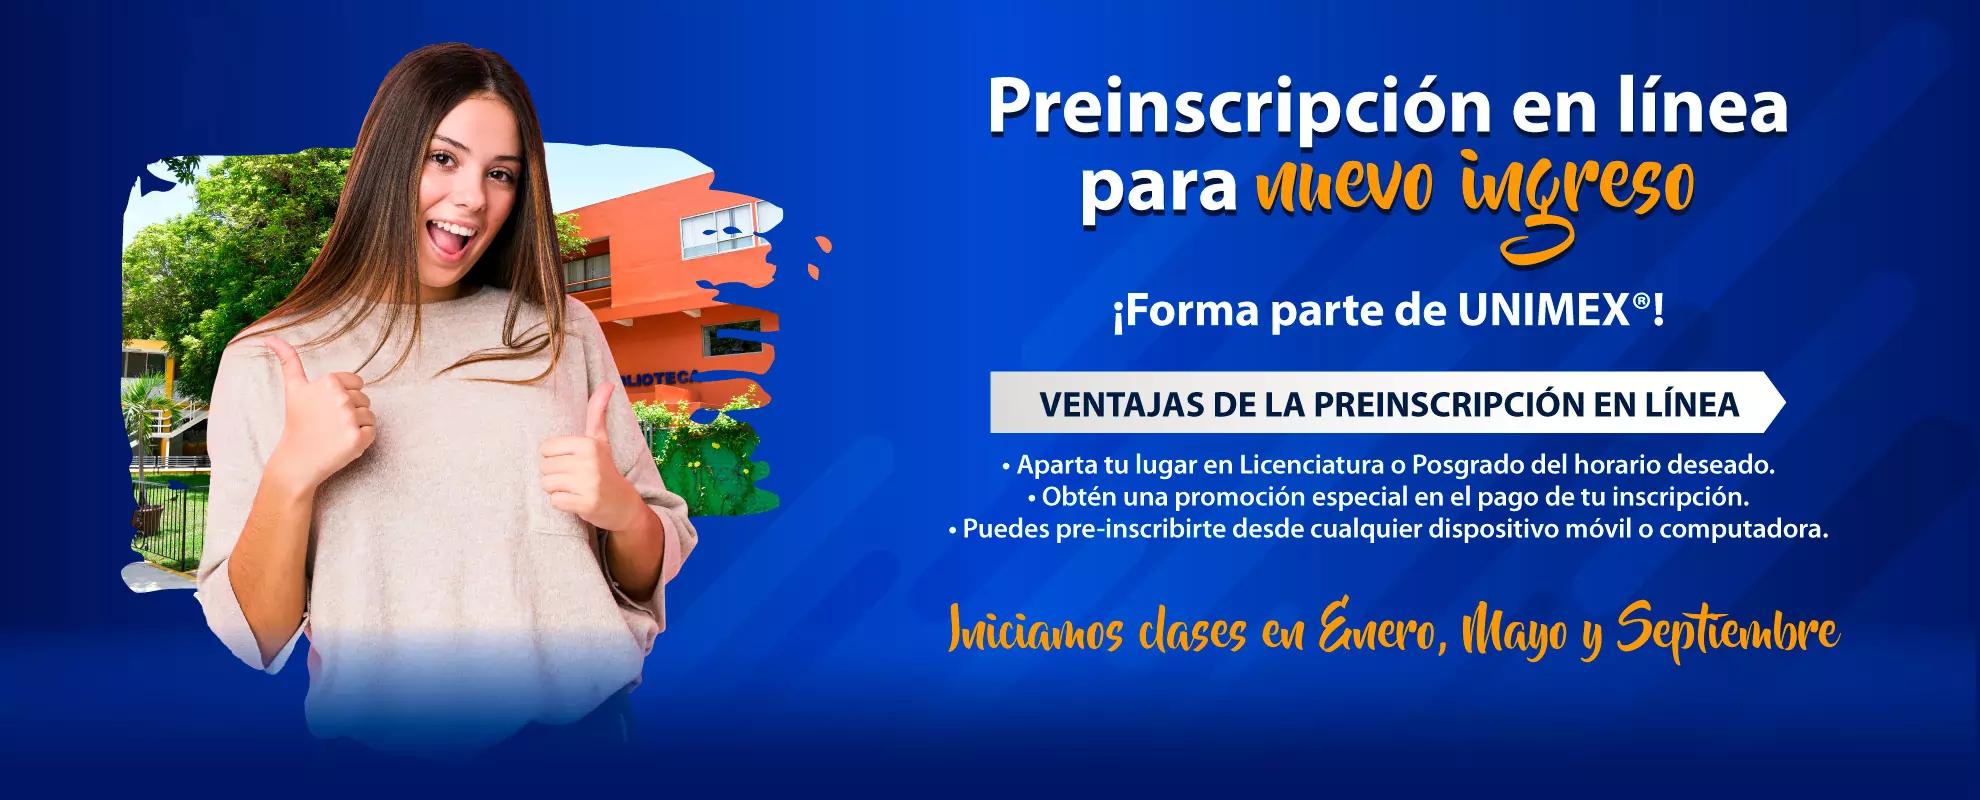 Preinscripción en línea
para nuevo ingreso
¡Forma parte de UNIMEX®!
VENTAJAS DE LA PREINSCRIPCIÓN EN LÍNEA
• Aparta tu lugar en Licenciatura o Posgrado del horario deseado.
• Obtén una promoción especial en el pago de tu inscripción.
• Puedes pre-inscribirte desde cualquier dispositivo móvil o computadora.
Iniciamos clases en Enero, Mayo y Septiembre
BLIOTECA